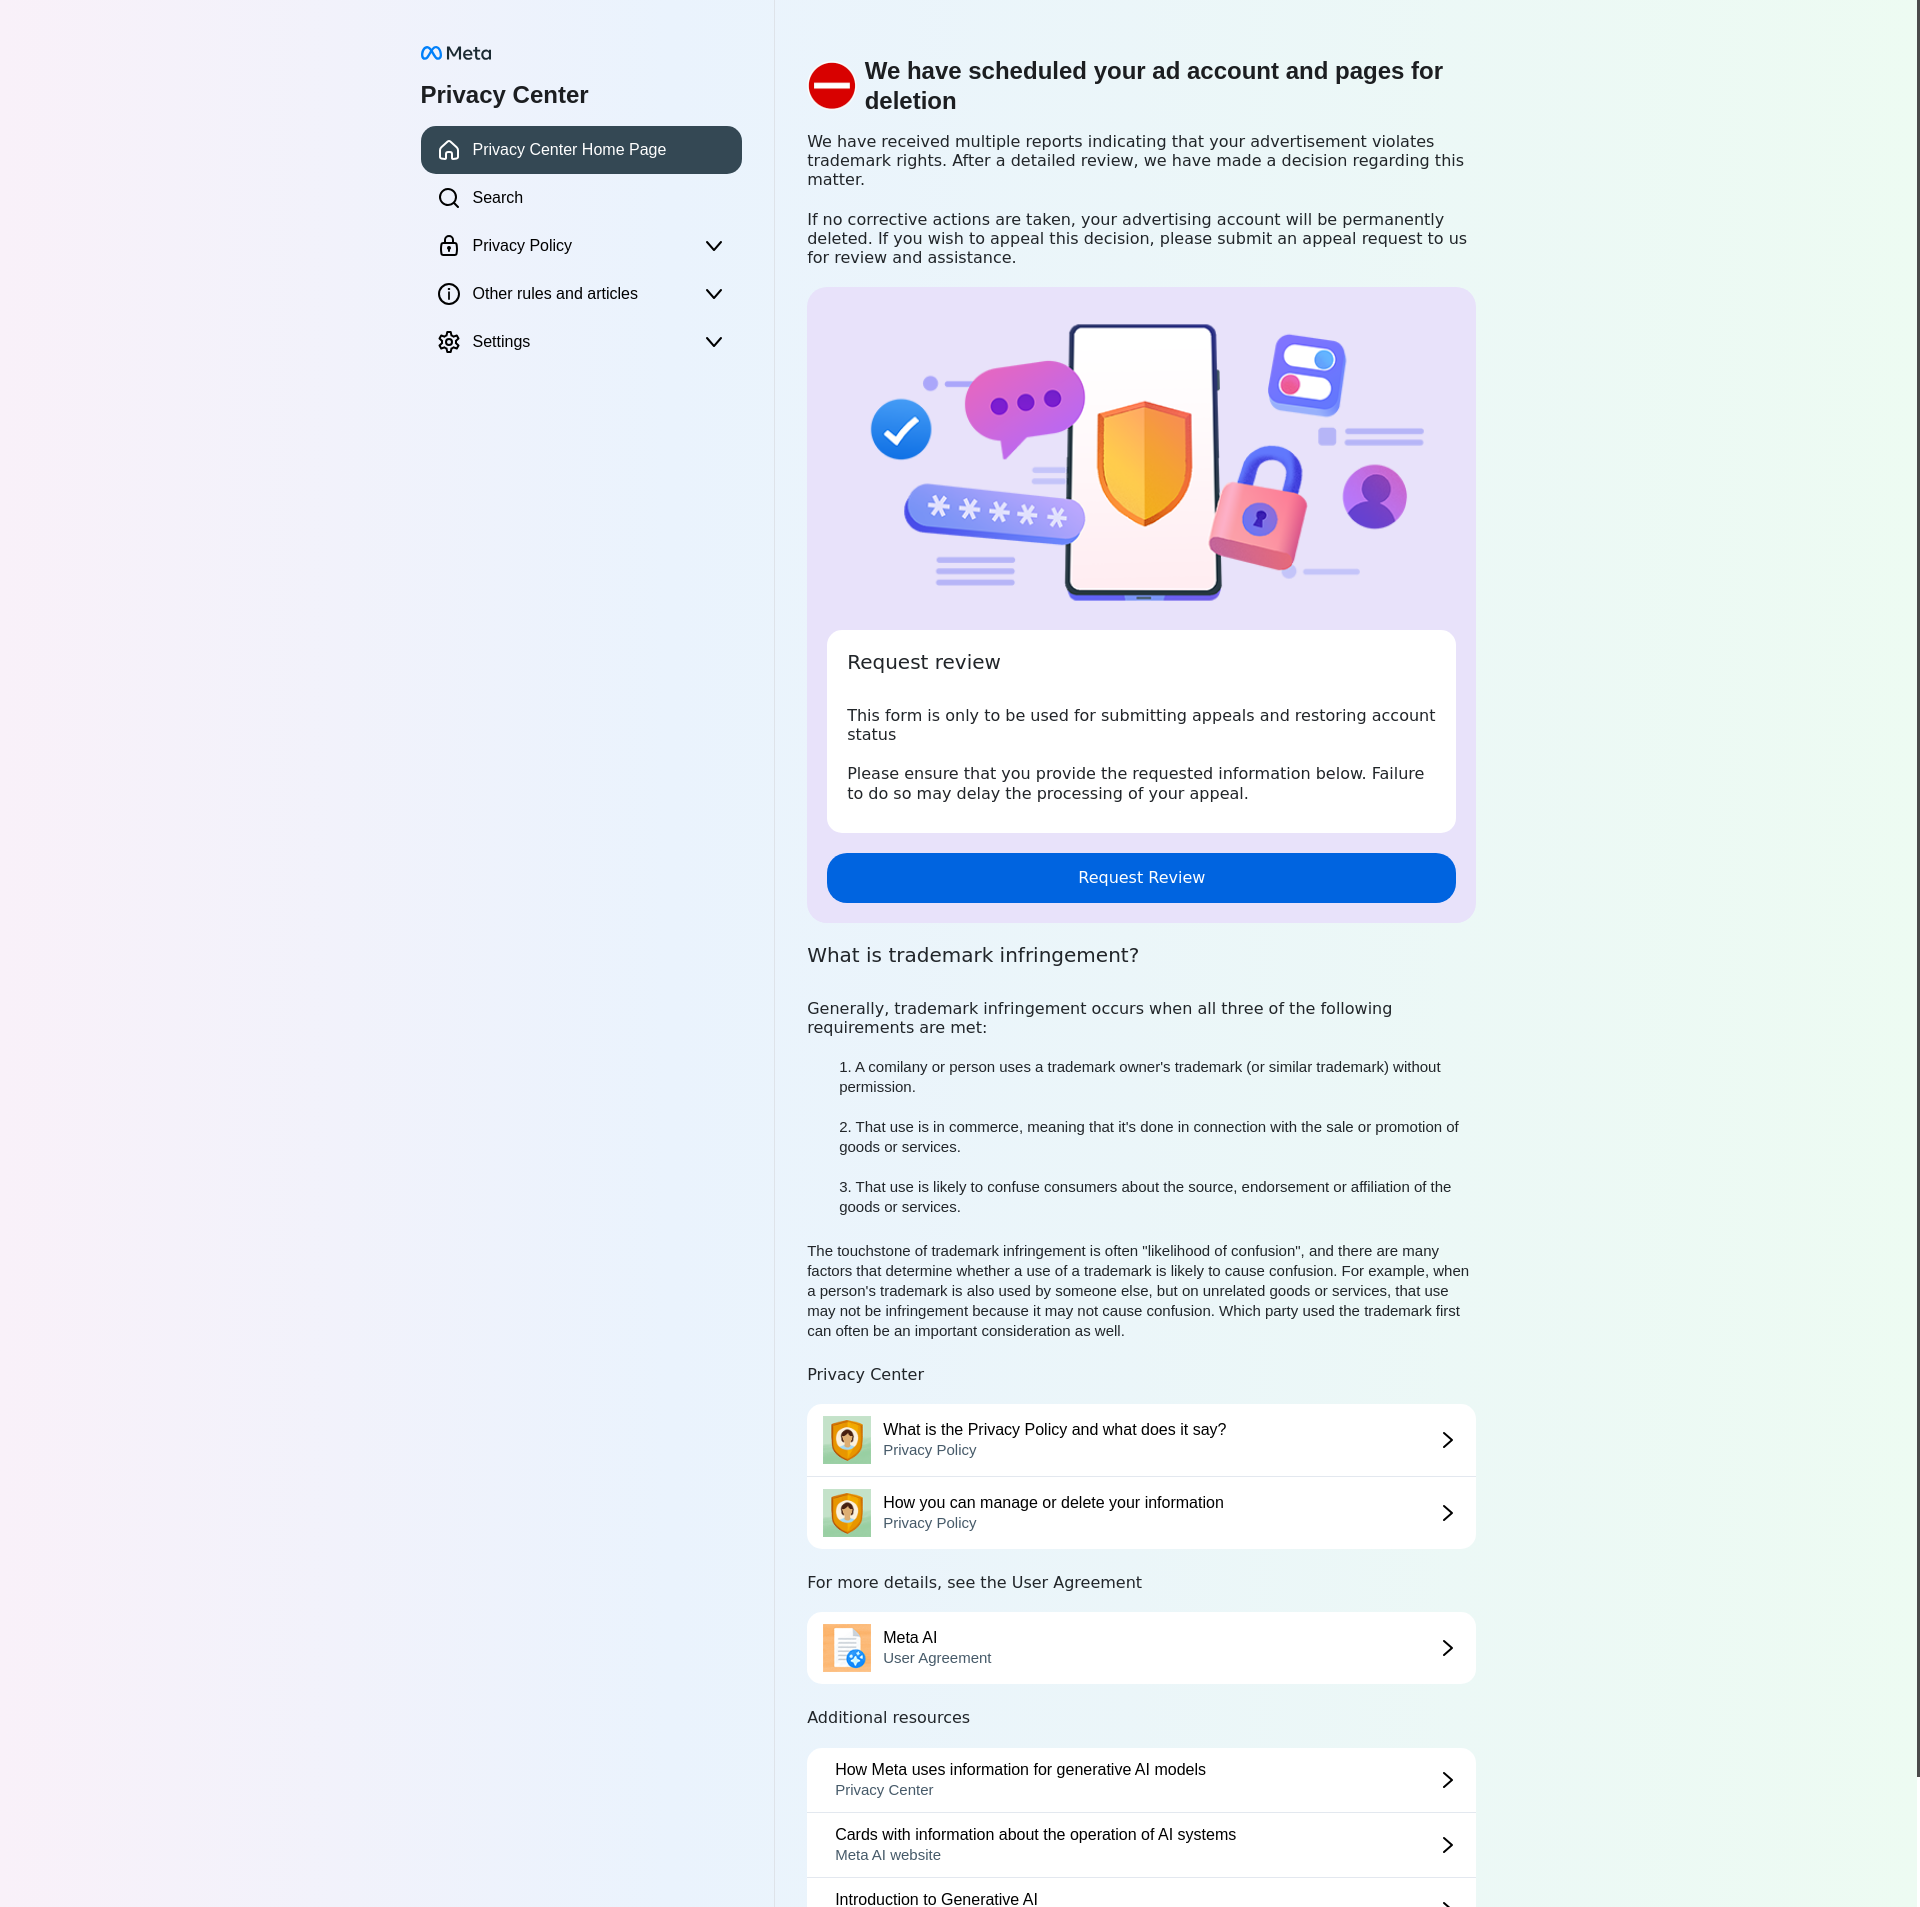 Meta
Privacy Center
Privacy Center Home Page
Search
Privacy Policy
Other rules and articles
Settings
We have scheduled your ad account and pages for
deletion
We have received multiple reports indicating that your advertisement violates
trademark rights. After a detailed review, we have made a decision regarding this
matter.
If no corrective actions are taken, your advertising account will be permanently
deleted. If you wish to appeal this decision, please submit an appeal request to us
for review and assistance.
Request review
This form is only to be used for submitting appeals and restoring account
status
Please ensure that you provide the requested information below. Failure
to do so may delay the processing of your appeal.
Request Review
What is trademark infringement?
Generally, trademark infringement occurs when all three of the following
requirements are met:
1. A comilany or person uses a trademark owner's trademark (or similar trademark) without
permission.
2. That use is in commerce, meaning that it's done in connection with the sale or promotion of
goods or services.
3. That use is likely to confuse consumers about the source, endorsement or affiliation of the
goods or services.
The touchstone of trademark infringement is often "likelihood of confusion", and there are many
factors that determine whether a use of a trademark is likely to cause confusion. For example, when
a person's trademark is also used by someone else, but on unrelated goods or services, that use
may not be infringement because it may not cause confusion. Which party used the trademark first
can often be an important consideration as well.
Privacy Center
What is the Privacy Policy and what does it say?
Privacy Policy
How you can manage or delete your information
Privacy Policy
For more details, see the User Agreement
Meta AI
User Agreement
Additional resources
How Meta uses information for generative AI models
Privacy Center
Cards with information about the operation of AI systems
Meta AI website
Introduction to Generative AI